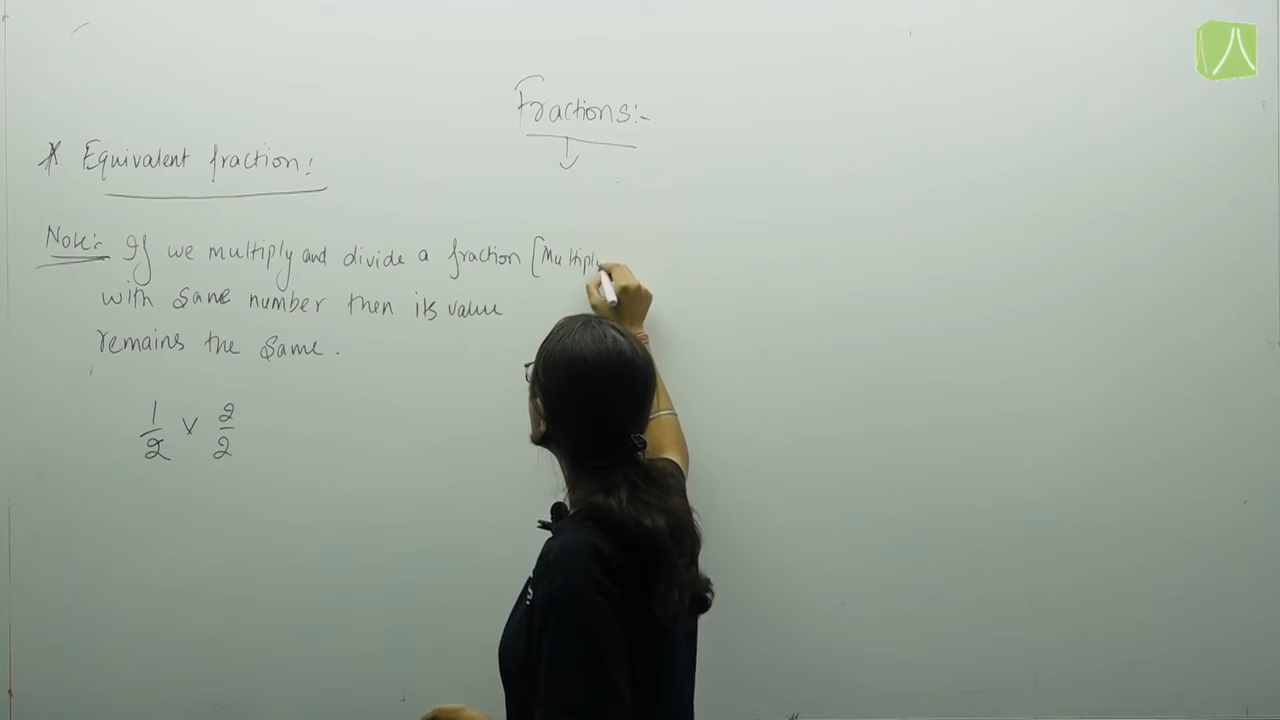 Fractions:-
* Equivalent fraction:
Note:- If we multiply and divide a fraction [Multiply
with same number then its value
remains the same.
1/2 × 2/2